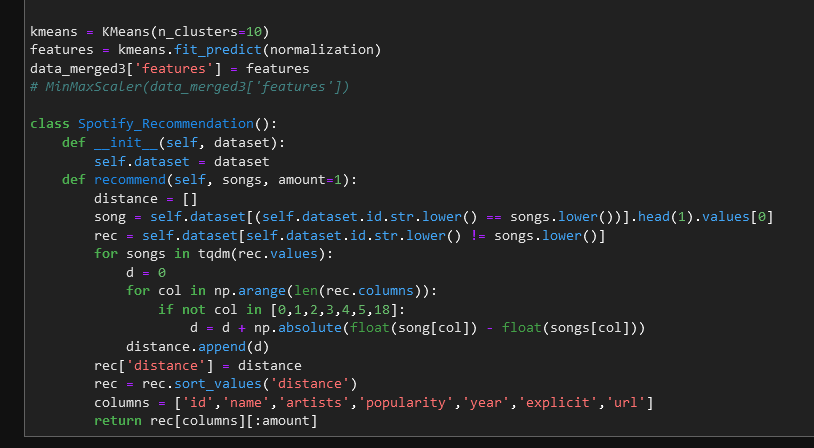 kmeans = KMeans(n_clusters=10)
features = kmeans.fit_predict(normalization)
data_merged3['features'] = features
# MinMaxScaler(data_merged3['features'])

class Spotify_Recommendation():
    def __init__(self, dataset):
        self.dataset = dataset
    def recommend(self, songs, amount=1):
        distance = []
        song = self.dataset[(self.dataset.id.str.lower() == songs.lower())].head(1).values[0]
        rec = self.dataset[self.dataset.id.str.lower() != songs.lower()]
        for songs in tqdm(rec.values):
            d = 0
            for col in np.arange(len(rec.columns)):
                if not col in [0,1,2,3,4,5,18]:
                    d = d + np.absolute(float(song[col]) - float(songs[col]))
            distance.append(d)
        rec['distance'] = distance
        rec = rec.sort_values('distance')
        columns = ['id','name','artists','popularity','year','explicit','url']
        return rec[columns][:amount]